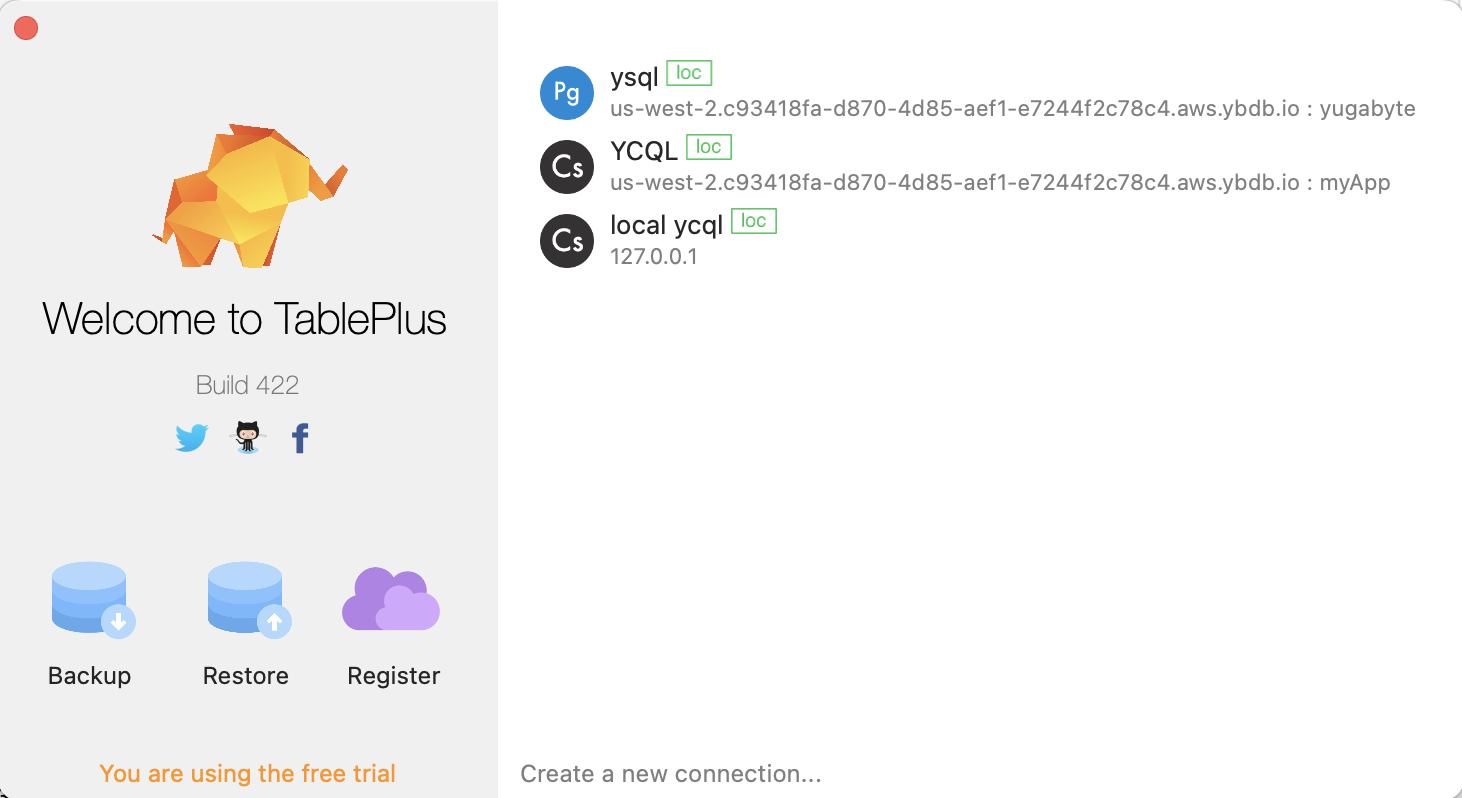 Welcome to TablePlus
Build 422
Backup
Restore
Register
You are using the free trial
Pg
ysql loc
us-west-2.c93418fa-d870-4d85-aef1-e7244f2c78c4.aws.ybdb.io : yugabyte
Cs
YCQL loc
us-west-2.c93418fa-d870-4d85-aef1-e7244f2c78c4.aws.ybdb.io : myApp
Cs
local ycql loc
127.0.0.1
Create a new connection...